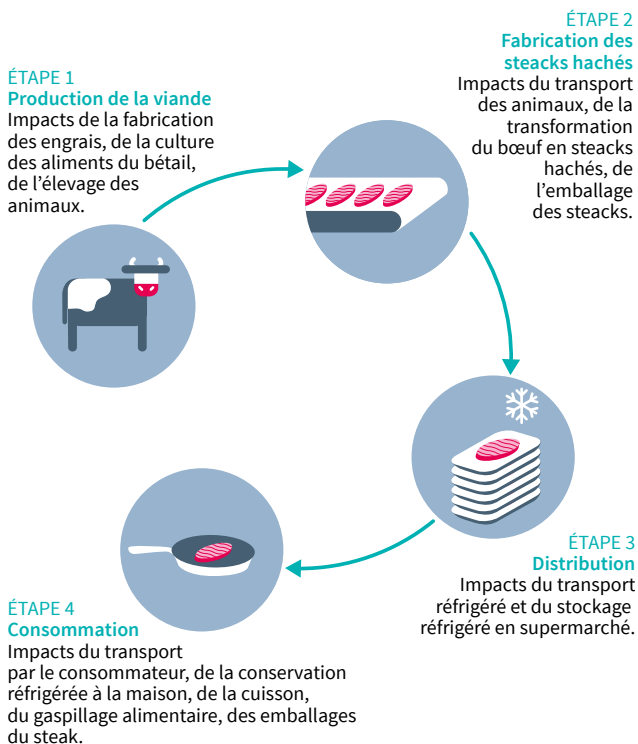 ÉTAPE 1
Production de la viande
Impacts de la fabrication
des engrais, de la culture
des aliments du bétail,
de l'élevage des
animaux.
ÉTAPE 2
Fabrication des
steacks hachés
Impacts du transport
des animaux, de la
transformation
du bœuf en steacks
hachés, de
l'emballage
des steacks.
ÉTAPE 3
Distribution
Impacts du transport
réfrigéré et du stockage
réfrigéré en supermarché.
ÉTAPE 4
Consommation
Impacts du transport
par le consommateur, de la conservation
réfrigérée à la maison, de la cuisson,
du gaspillage alimentaire, des emballages
du steak.